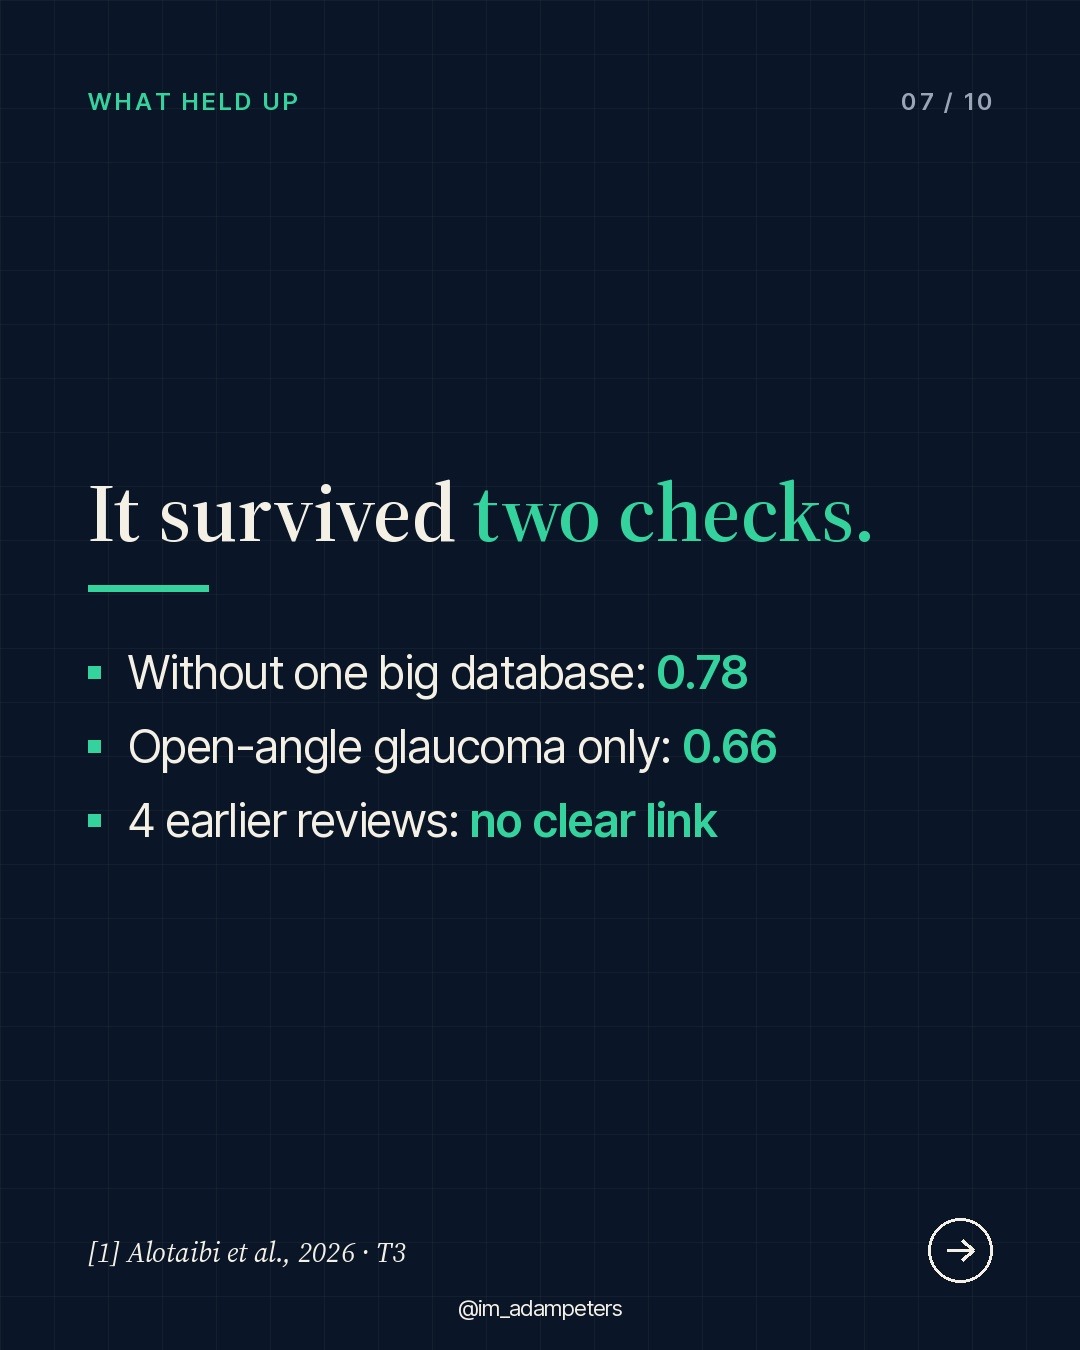 WHAT HELD UP
07 / 10
It survived two checks.
Without one big database: 0.78
Open-angle glaucoma only: 0.66
4 earlier reviews: no clear link
[1] Alotaibi et al., 2026 · T3
@im_adampeters